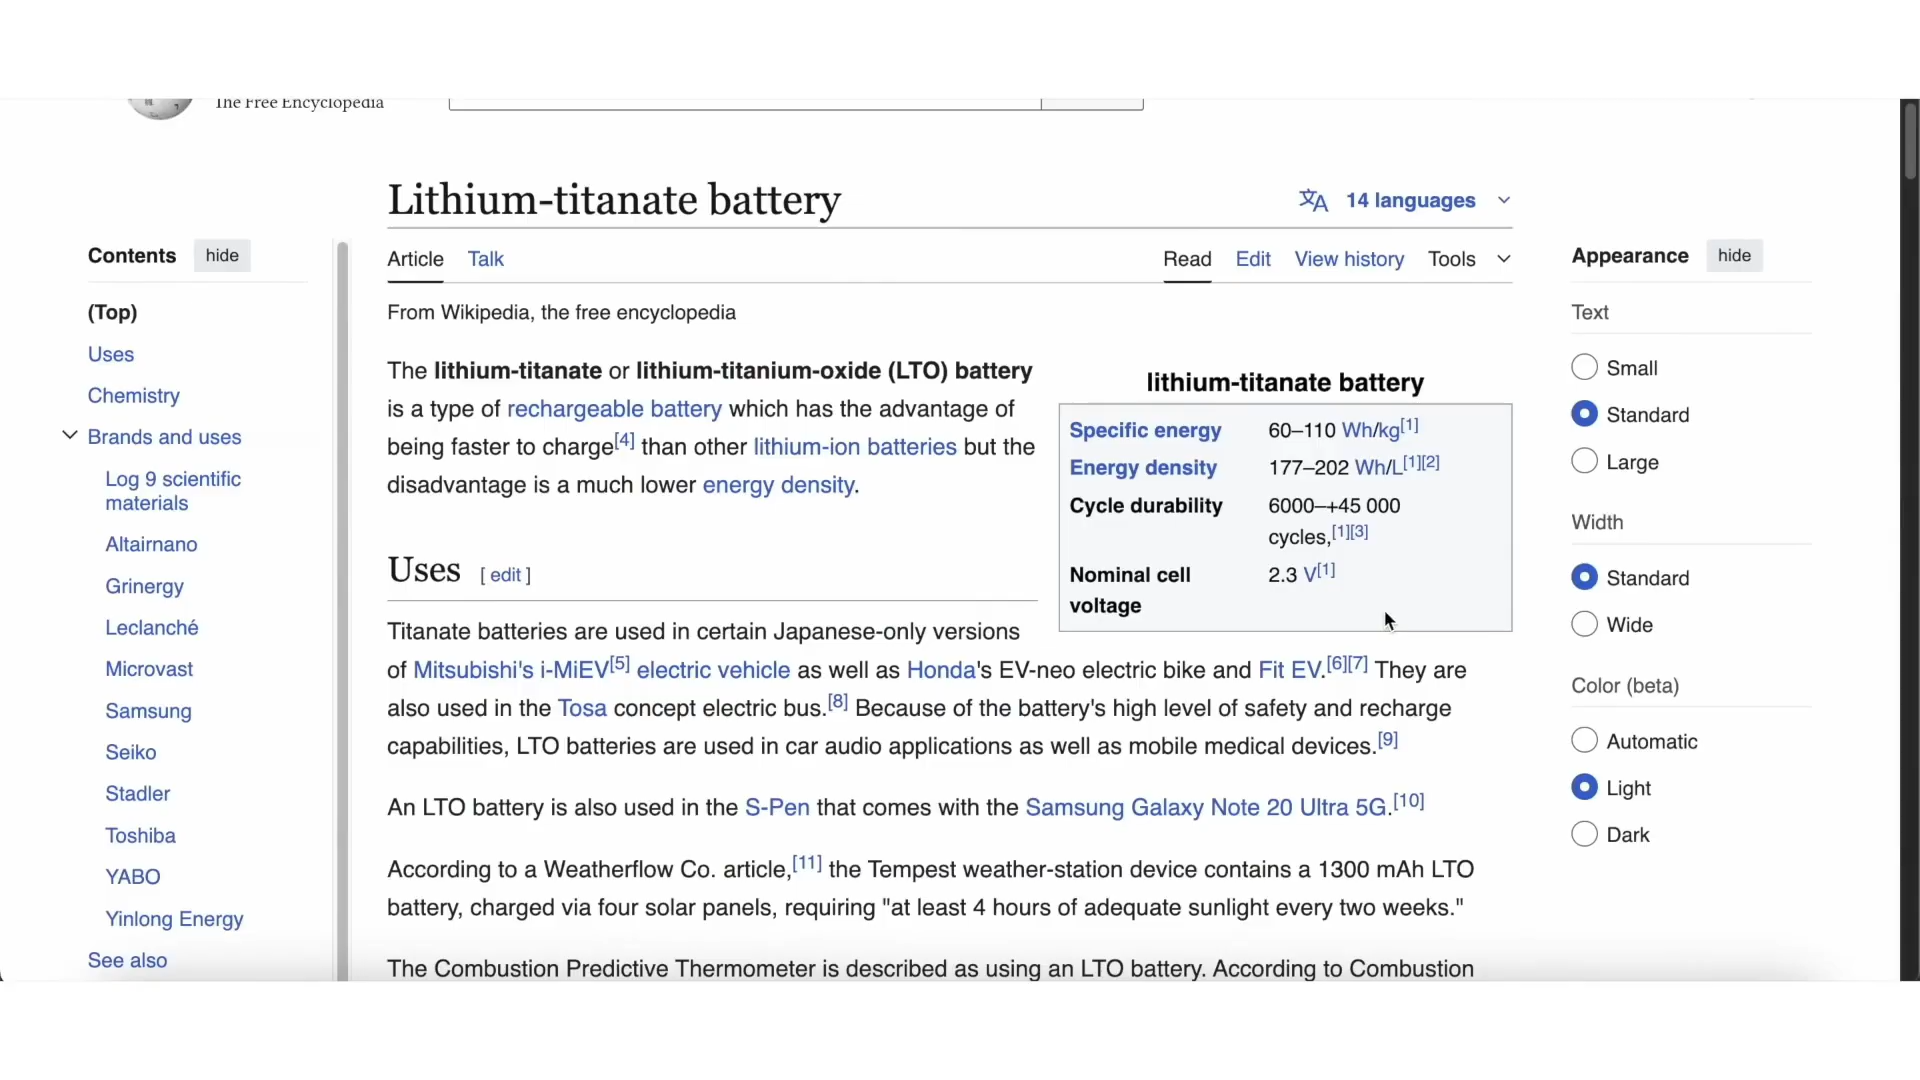 The Free Encyclopedia
Lithium-titanate battery
14 languages
Contents hide
Article Talk
Read Edit View history Tools
Appearance hide
(Top)
Uses
Chemistry
Brands and uses
Log 9 scientific
materials
Altairnano
Grinergy
Leclanché
Microvast
Samsung
Seiko
Stadler
Toshiba
YABO
Yinlong Energy
See also
From Wikipedia, the free encyclopedia
The lithium-titanate or lithium-titanium-oxide (LTO) battery
is a type of rechargeable battery which has the advantage of
being faster to charge[4] than other lithium-ion batteries but the
disadvantage is a much lower energy density.
lithium-titanate battery
Specific energy 60–110 Wh/kg[1]
Energy density 177–202 Wh/L[1][2]
Cycle durability 6000–+45 000
cycles,[1][3]
Nominal cell 2.3 V[1]
voltage
Uses [ edit ]
Titanate batteries are used in certain Japanese-only versions
of Mitsubishi's i-MiEV[5] electric vehicle as well as Honda's EV-neo electric bike and Fit EV.[6][7] They are
also used in the Tosa concept electric bus.[8] Because of the battery's high level of safety and recharge
capabilities, LTO batteries are used in car audio applications as well as mobile medical devices.[9]
An LTO battery is also used in the S-Pen that comes with the Samsung Galaxy Note 20 Ultra 5G.[10]
According to a Weatherflow Co. article,[11] the Tempest weather-station device contains a 1300 mAh LTO
battery, charged via four solar panels, requiring "at least 4 hours of adequate sunlight every two weeks."
The Combustion Predictive Thermometer is described as using an LTO battery. According to Combustion
Text
Small
Standard
Large
Width
Standard
Wide
Color (beta)
Automatic
Light
Dark